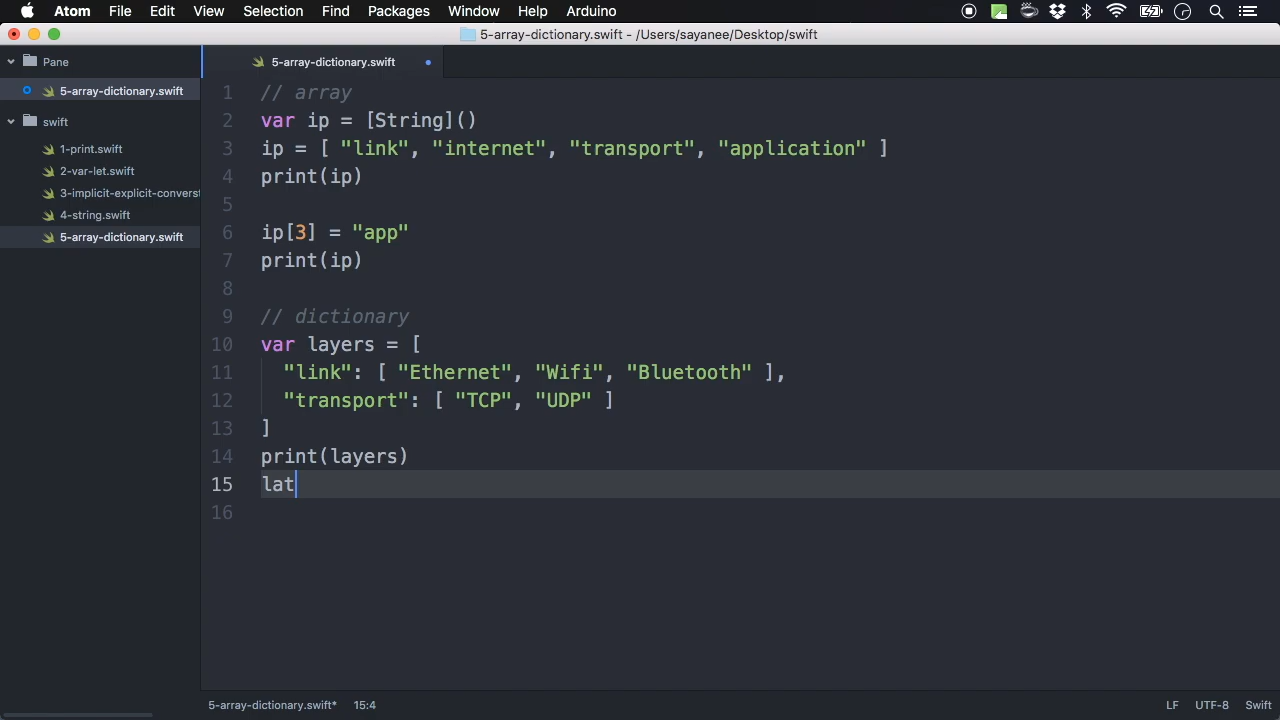 Atom File Edit View Selection Find Packages Window Help Arduino
5-array-dictionary.swift - /Users/sayanee/Desktop/swift
Pane
5-array-dictionary.swift
swift
1-print.swift
2-var-let.swift
3-implicit-explicit-converst
4-string.swift
5-array-dictionary.swift
5-array-dictionary.swift
1 // array
2 var ip = [String]()
3 ip = [ "link", "internet", "transport", "application" ]
4 print(ip)
5
6 ip[3] = "app"
7 print(ip)
8
9 // dictionary
10 var layers = [
11 "link": [ "Ethernet", "Wifi", "Bluetooth" ],
12 "transport": [ "TCP", "UDP" ]
13 ]
14 print(layers)
15 lat
16
5-array-dictionary.swift* 15:4 LF UTF-8 Swift